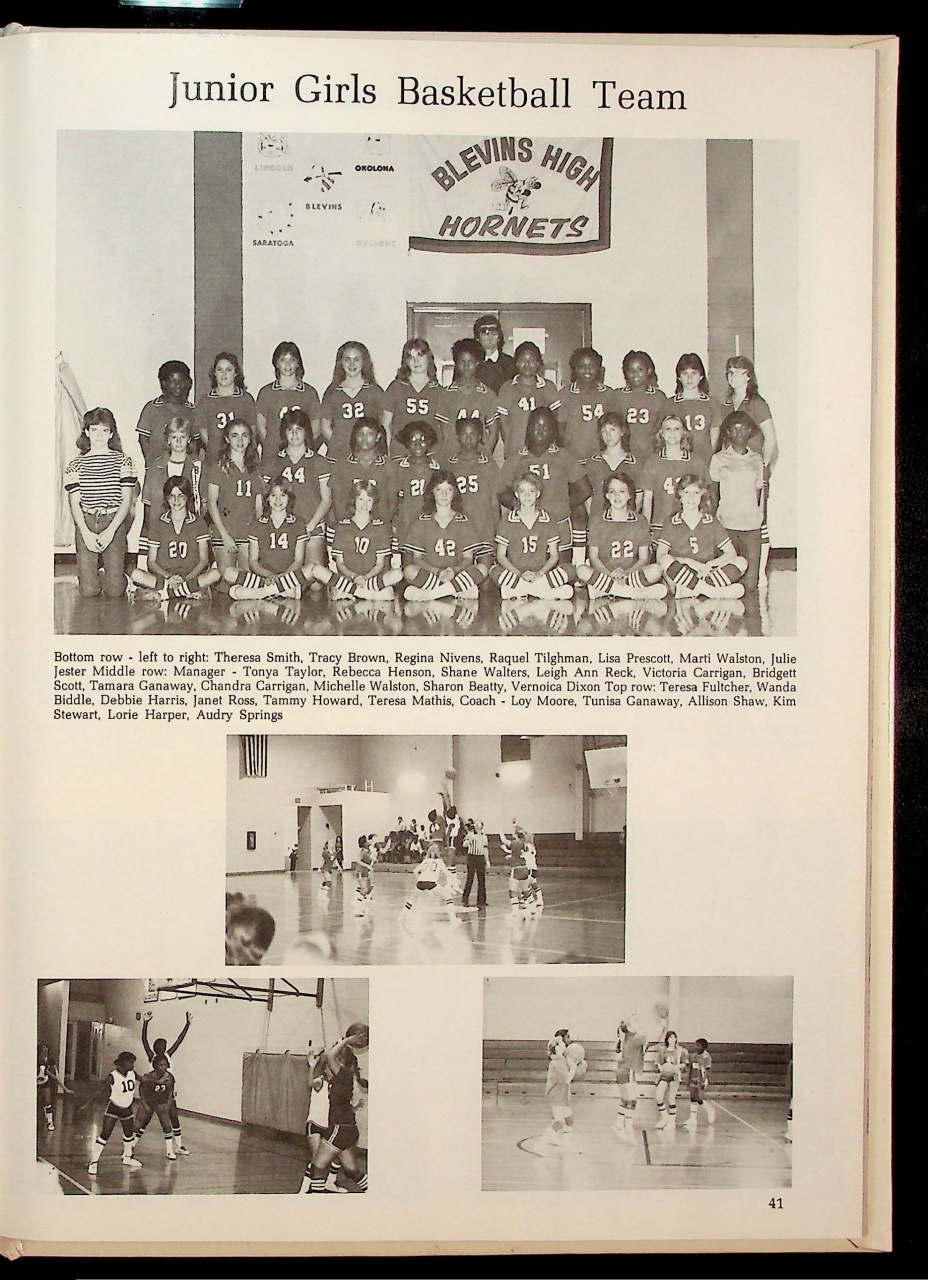 Junior Girls Basketball Team
LINCOLN
OKOLONA
BLEVINS
SARATOGA
BLEVINS HIGH
HORNETS
31
32
55
44
41
54
23
13
11
44
21
25
51
20
14
10
42
15
22
5
Bottom row - left to right: Theresa Smith, Tracy Brown, Regina Nivens, Raquel Tilghman, Lisa Prescott, Marti Walston, Julie
Jester Middle row: Manager - Tonya Taylor, Rebecca Henson, Shane Walters, Leigh Ann Reck, Victoria Carrigan, Bridgett
Scott, Tamara Ganaway, Chandra Carrigan, Michelle Walston, Sharon Beatty, Vernoica Dixon Top row: Teresa Fultcher, Wanda
Biddle, Debbie Harris, Janet Ross, Tammy Howard, Teresa Mathis, Coach - Loy Moore, Tunisa Ganaway, Allison Shaw, Kim
Stewart, Lorie Harper, Audry Springs
10
23
41